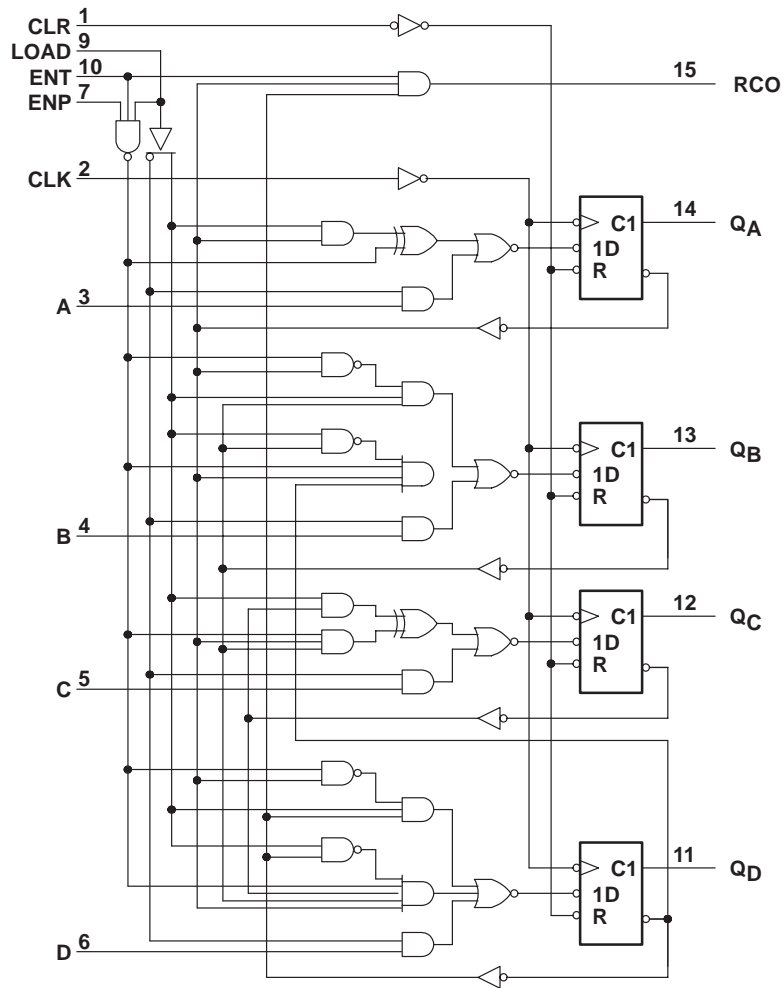 CLR 1
LOAD 9
ENT 10
ENP 7
15 RCO
CLK 2
C1
1D
R
14 QA
A 3
C1
1D
R
13 QB
B 4
C1
1D
R
12 QC
C 5
C1
1D
R
11 QD
D 6